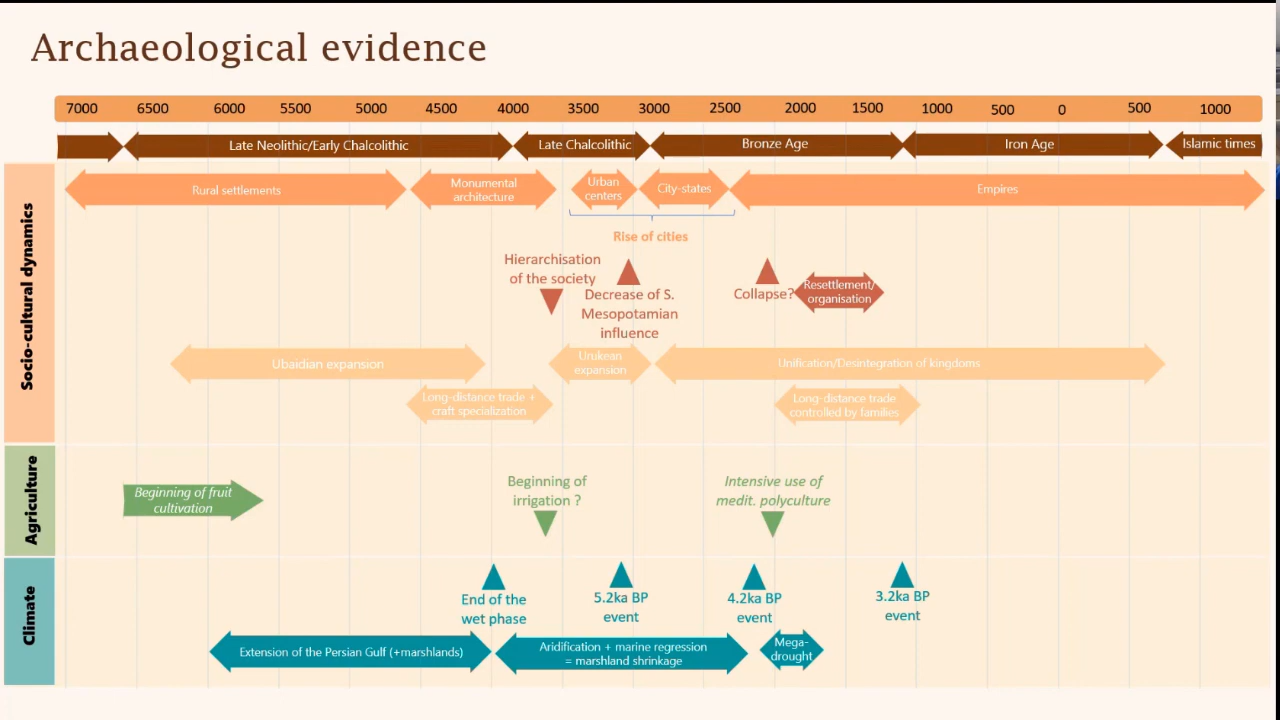 Archaeological evidence
7000 6500 6000 5500 5000 4500 4000 3500 3000 2500 2000 1500 1000 500 0 500 1000
Late Neolithic/Early Chalcolithic Late Chalcolithic Bronze Age Iron Age Islamic times
Socio-cultural dynamics
Rural settlements
Monumental
architecture
Urban
centers
City-states
Empires
Rise of cities
Hierarchisation
of the society
Decrease of S.
Mesopotamian
influence
Collapse?
Resettlement/
organisation
Ubaidian expansion
Urukean
expansion
Unification/Desintegration of kingdoms
Long-distance trade +
craft specialization
Long-distance trade
controlled by families
Agriculture
Beginning of fruit
cultivation
Beginning of
irrigation ?
Intensive use of
medit. polyculture
Climate
End of the
wet phase
5.2ka BP
event
4.2ka BP
event
3.2ka BP
event
Extension of the Persian Gulf (+marshlands)
Aridification + marine regression
= marshland shrinkage
Mega-
drought